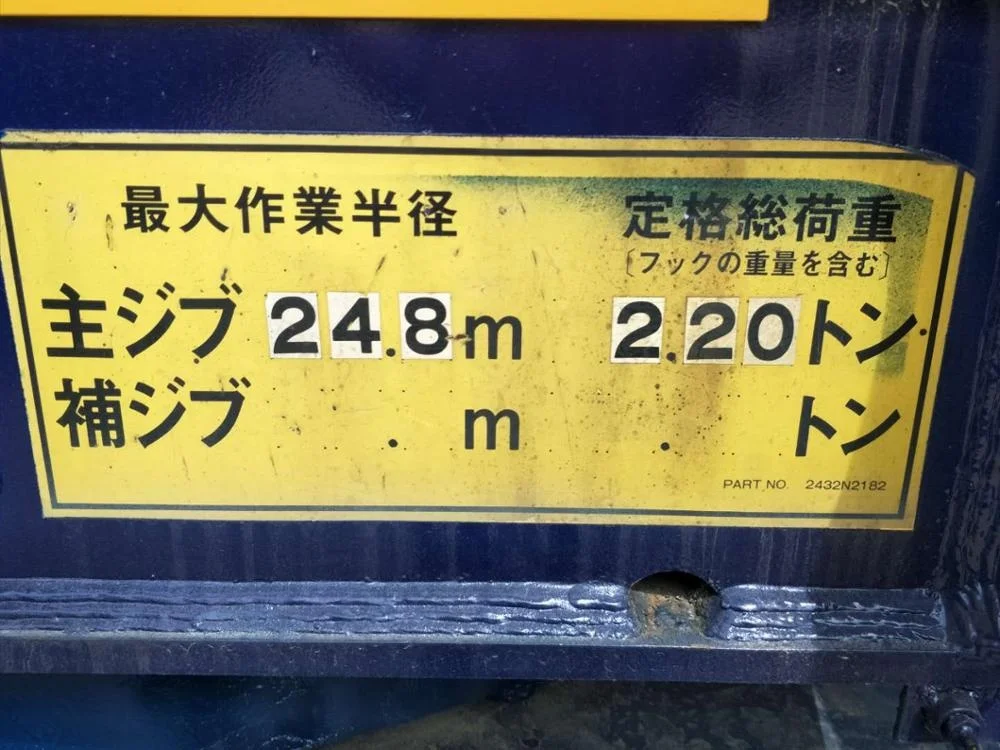 最大作業半径 定格総荷重
〔フックの重量を含む〕
主ジブ 24.8m 2.20トン
補ジブ . m . トン
PART NO. 2432N2182